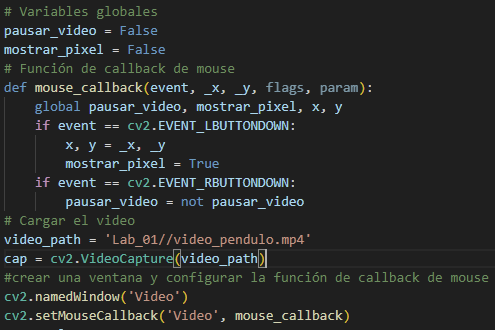 # Variables globales
pausar_video = False
mostrar_pixel = False
# Función de callback de mouse
def mouse_callback(event, _x, _y, flags, param):
    global pausar_video, mostrar_pixel, x, y
    if event == cv2.EVENT_LBUTTONDOWN:
        x, y = _x, _y
        mostrar_pixel = True
    if event == cv2.EVENT_RBUTTONDOWN:
        pausar_video = not pausar_video
# Cargar el video
video_path = 'Lab_01//video_pendulo.mp4'
cap = cv2.VideoCapture(video_path)
#crear una ventana y configurar la función de callback de mouse
cv2.namedWindow('Video')
cv2.setMouseCallback('Video', mouse_callback)